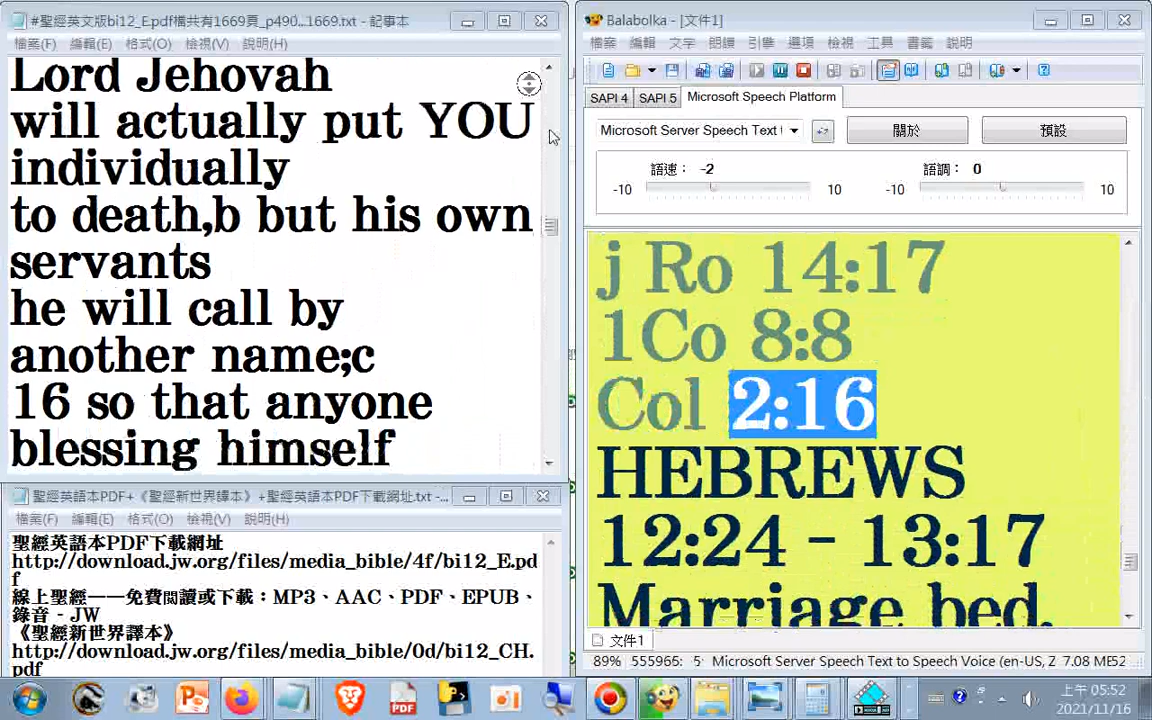 #聖經英文版bi12_E.pdf檔共有1669頁_p490...1669.txt - 記事本
檔案(F) 編輯(E) 格式(O) 檢視(V) 說明(H)
Lord Jehovah
will actually put YOU
individually
to death,b but his own
servants
he will call by
another name;c
16 so that anyone
blessing himself
聖經英語本PDF+《聖經新世界譯本》+聖經英語本PDF下載網址.txt -...
檔案(F) 編輯(E) 格式(O) 檢視(V) 說明(H)
聖經英語本PDF下載網址
http://download.jw.org/files/media_bible/4f/bi12_E.pd
f
線上聖經——免費閱讀或下載：MP3、AAC、PDF、EPUB、
錄音 - JW
《聖經新世界譯本》
http://download.jw.org/files/media_bible/0d/bi12_CH.
pdf
Balabolka - [文件1]
檔案 編輯 文字 朗讀 引擎 選項 檢視 工具 書籤 說明
SAPI 4 SAPI 5 Microsoft Speech Platform
Microsoft Server Speech Text 關於 預設
語速： -2 語調： 0
-10 10 -10 10
j Ro 14:17
1Co 8:8
Col 2:16
HEBREWS
12:24 - 13:17
Marriage bed.
文件1
89% 555965: 5 Microsoft Server Speech Text to Speech Voice (en-US, Z 7.08 ME52
上午 05:52
2021/11/16